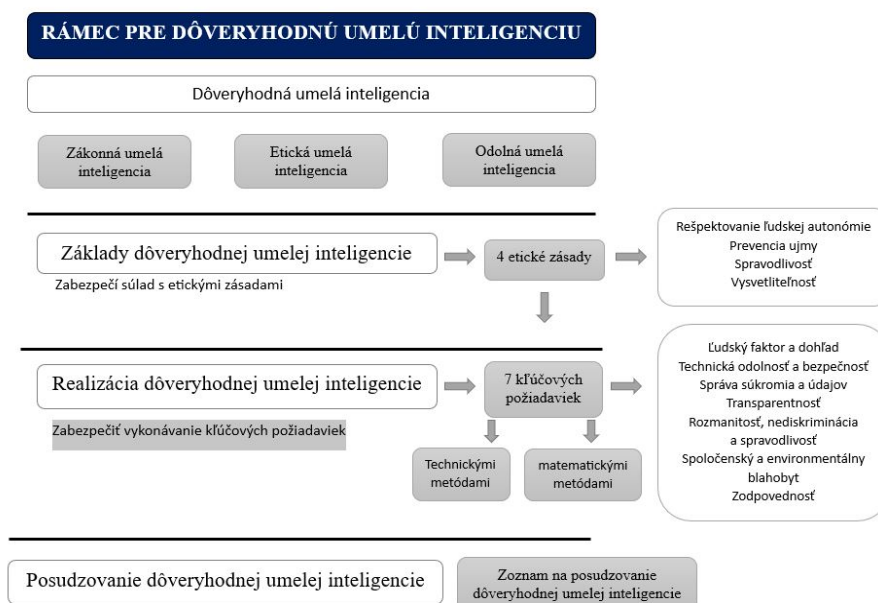 RÁMEC PRE DÔVERYHODNÚ UMELÚ INTELIGENCIU
Dôveryhodná umelá inteligencia
Zákonná umelá
inteligencia
Etická umelá
inteligencia
Odolná umelá
inteligencia
Základy dôveryhodnej umelej inteligencie
Zabezpečí súlad s etickými zásadami
4 etické zásady
Rešpektovanie ľudskej autonómie
Prevencia ujmy
Spravodlivosť
Vysvetliteľnosť
Realizácia dôveryhodnej umelej inteligencie
Zabezpečiť vykonávanie kľúčových požiadaviek
7 kľúčových
požiadaviek
Technickými
metódami
matematickými
metódami
Ľudský faktor a dohľad
Technická odolnosť a bezpečnosť
Správa súkromia a údajov
Transparentnosť
Rozmanitosť, nediskriminácia
a spravodlivosť
Spoločenský a environmentálny
blahobyt
Zodpovednosť
Posudzovanie dôveryhodnej umelej inteligencie
Zoznam na posudzovanie
dôveryhodnej umelej inteligencie